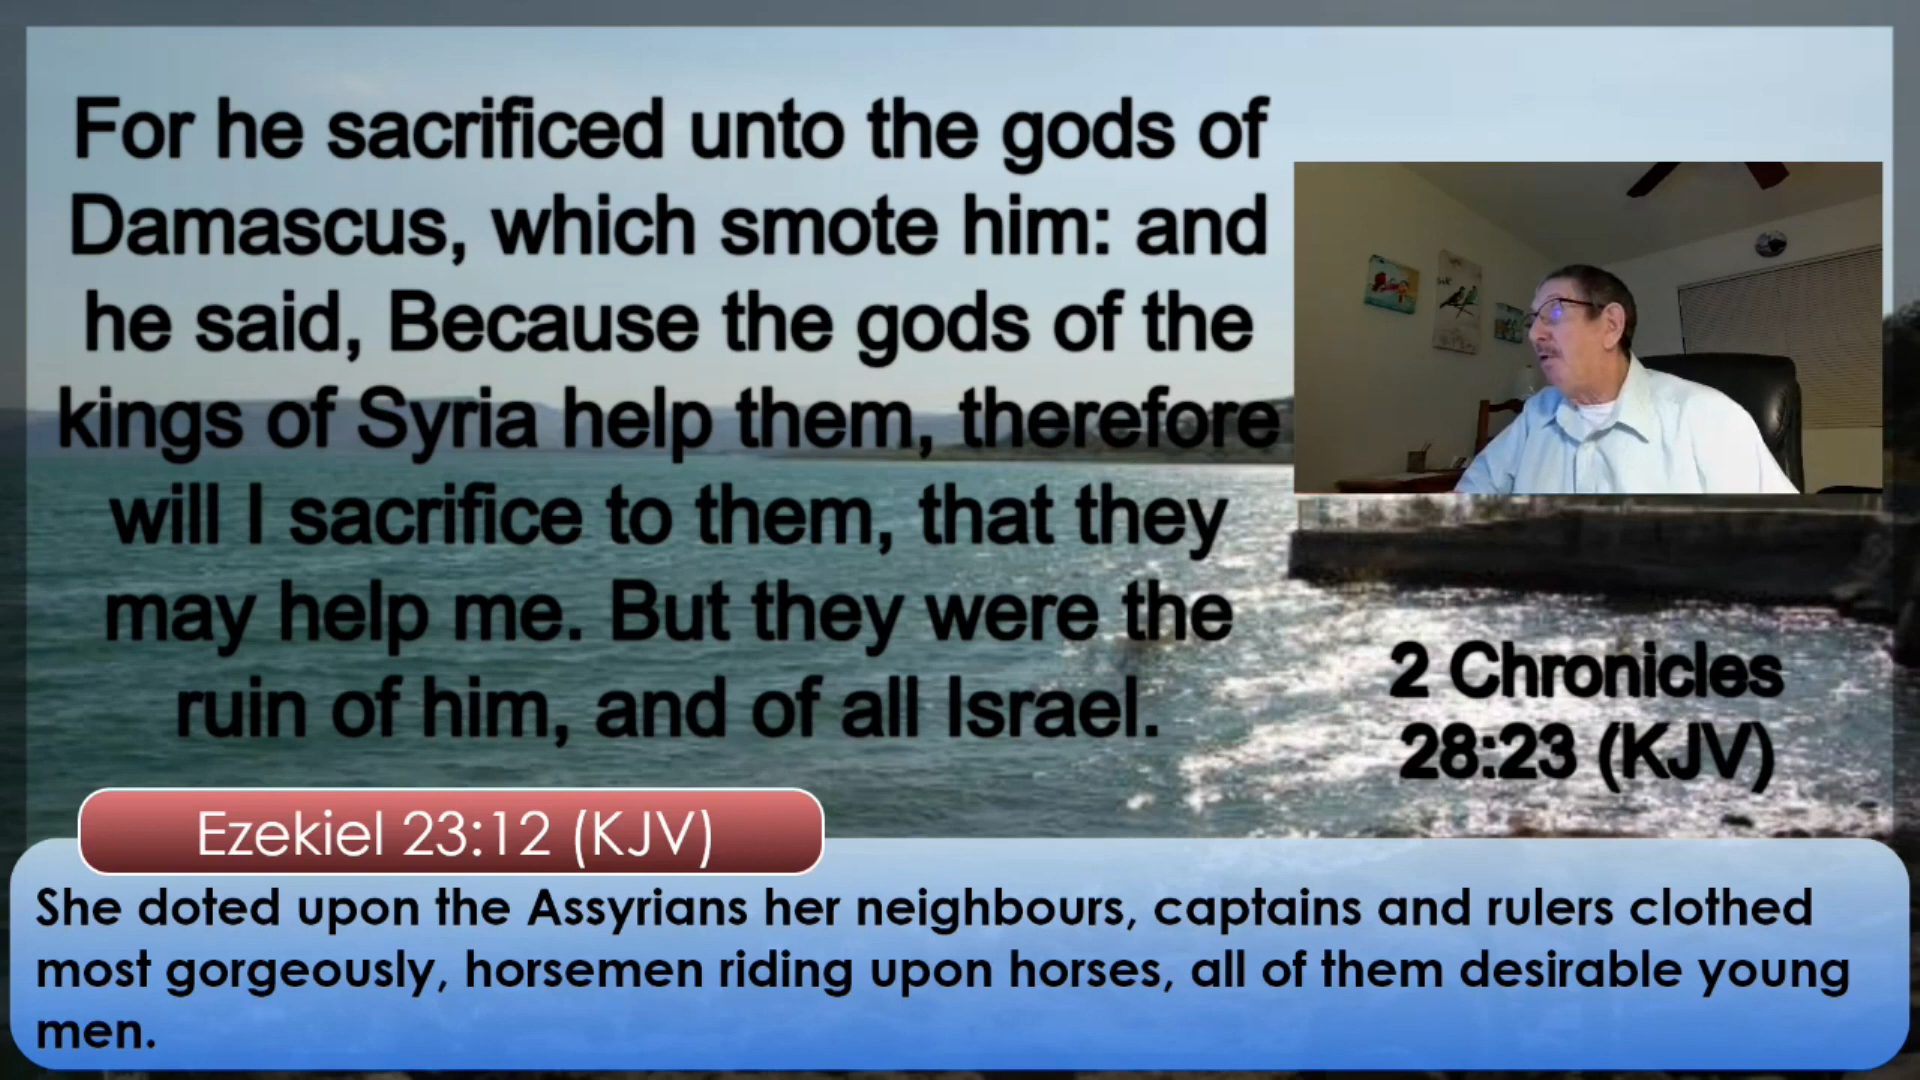 For he sacrificed unto the gods of
Damascus, which smote him: and
he said, Because the gods of the
kings of Syria help them, therefore
will I sacrifice to them, that they
may help me. But they were the
ruin of him, and of all Israel.
2 Chronicles
28:23 (KJV)
Ezekiel 23:12 (KJV)
She doted upon the Assyrians her neighbours, captains and rulers clothed
most gorgeously, horsemen riding upon horses, all of them desirable young
men.